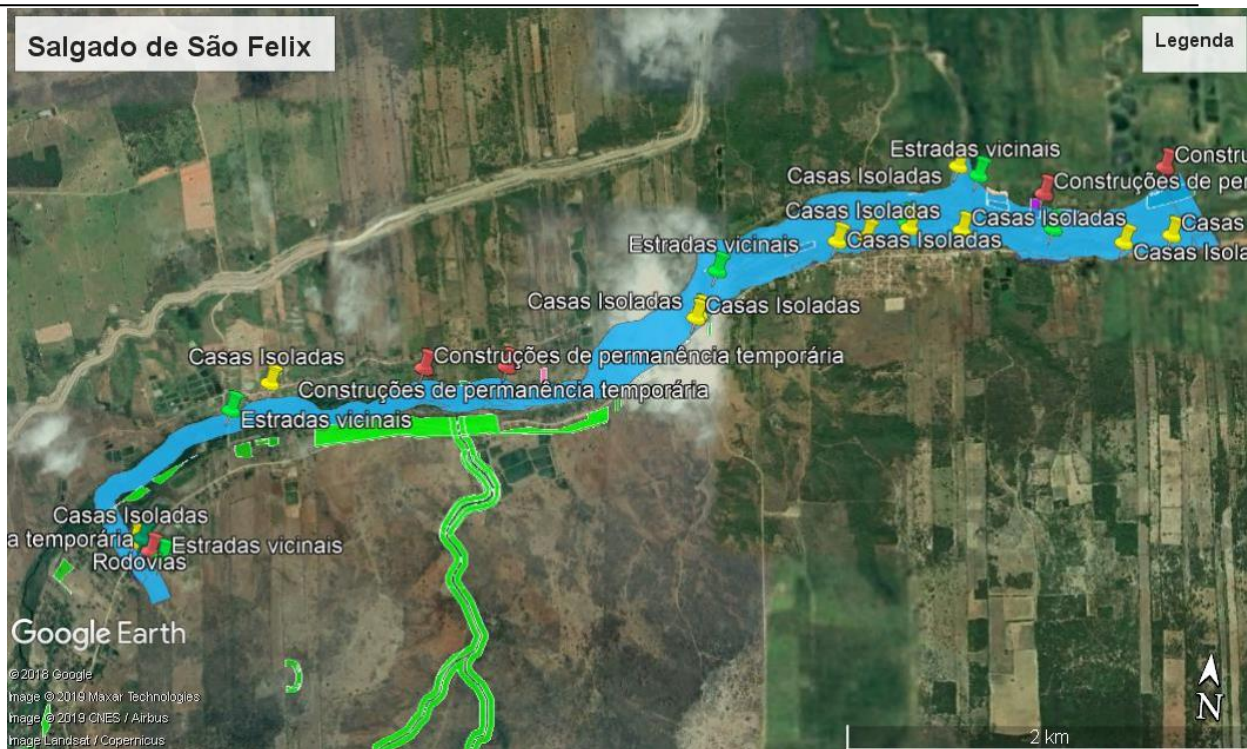 Salgado de São Felix
Legenda
Estradas vicinais
Constru
Casas Isoladas
Construções de per
Casas Isoladas
Casas Isoladas
Casas
Estradas vicinais
Casas Isoladas
Casas Isola
Casas Isoladas
Casas Isoladas
Casas Isoladas
Construções de permanência temporária
Construções de permanência temporária
Estradas vicinais
Casas Isoladas
a temporária
Estradas vicinais
Rodovias
Google Earth
© 2018 Google
Image © 2019 Maxar Technologies
Image © 2019 CNES / Airbus
Image Landsat / Copernicus
N
2 km